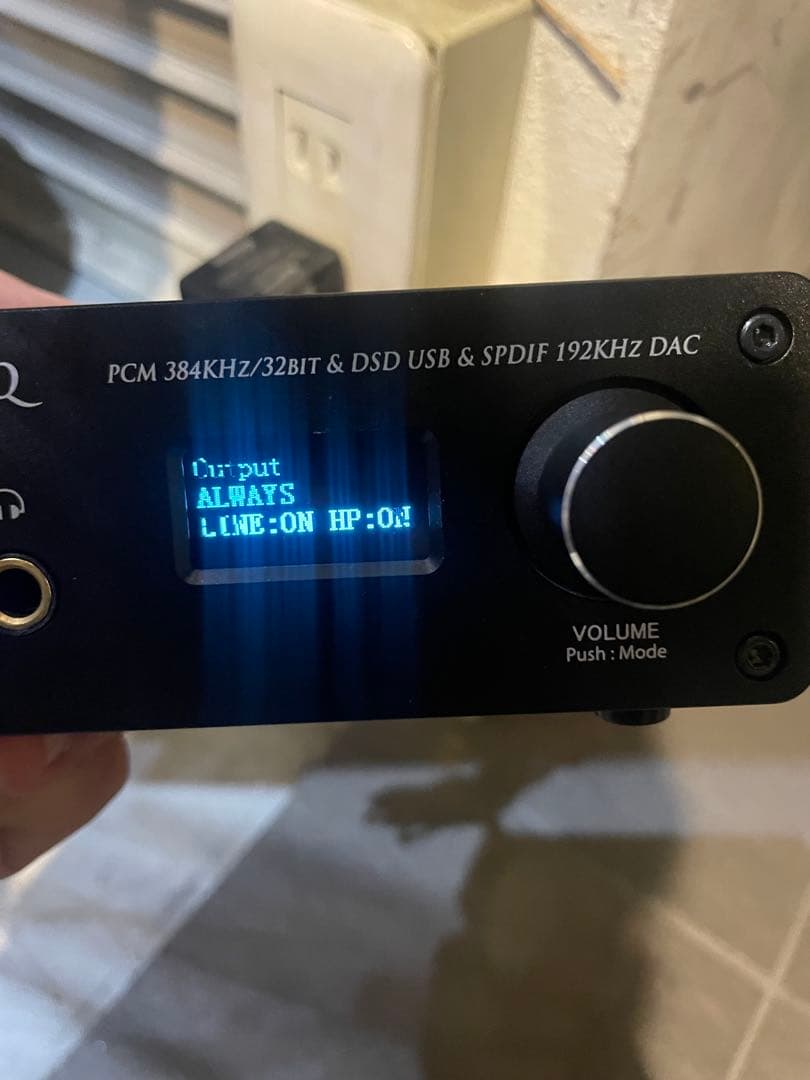 PCM 384KHZ/32BIT & DSD USB & SPDIF 192KHZ DAC
Output
ALWAYS
LINE:ON HP:ON
VOLUME
Push : Mode